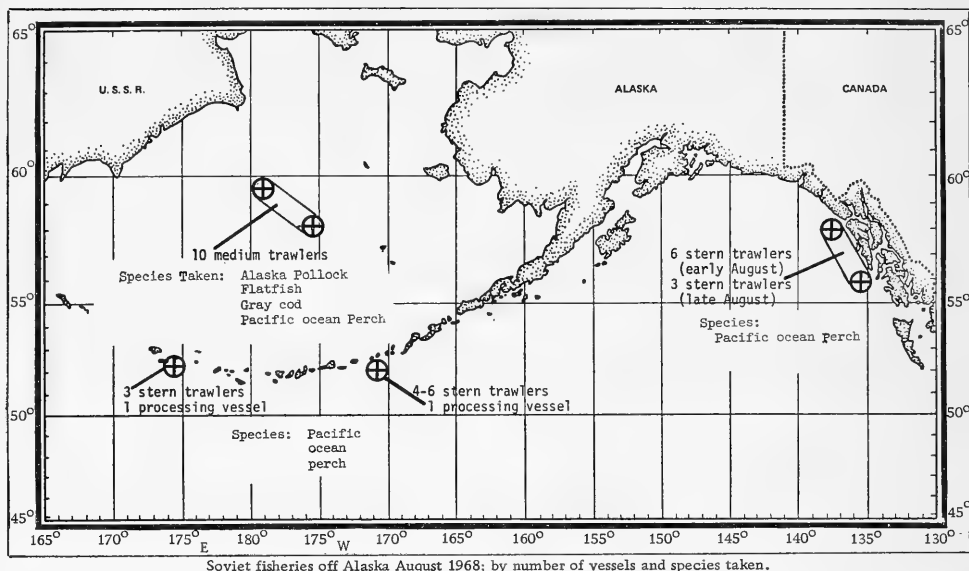 65°
65°
U.S.S.R.
ALASKA
CANADA
60°
60°
10 medium trawlers
Species Taken: Alaska Pollock
Flatfish
Gray cod
Pacific ocean Perch
6 stern trawlers
(early August)
3 stern trawlers
(late August)
Species:
Pacific ocean Perch
55°
55°
3 stern trawlers
1 processing vessel
4-6 stern trawlers
1 processing vessel
50°
50°
Species: Pacific
ocean
perch
45°
45°
165° 170° 175° 180° 175° 170° 165° 160° 155° 150° 145° 140° 135° 130°
E W
Soviet fisheries off Alaska August 1968; by number of vessels and species taken.